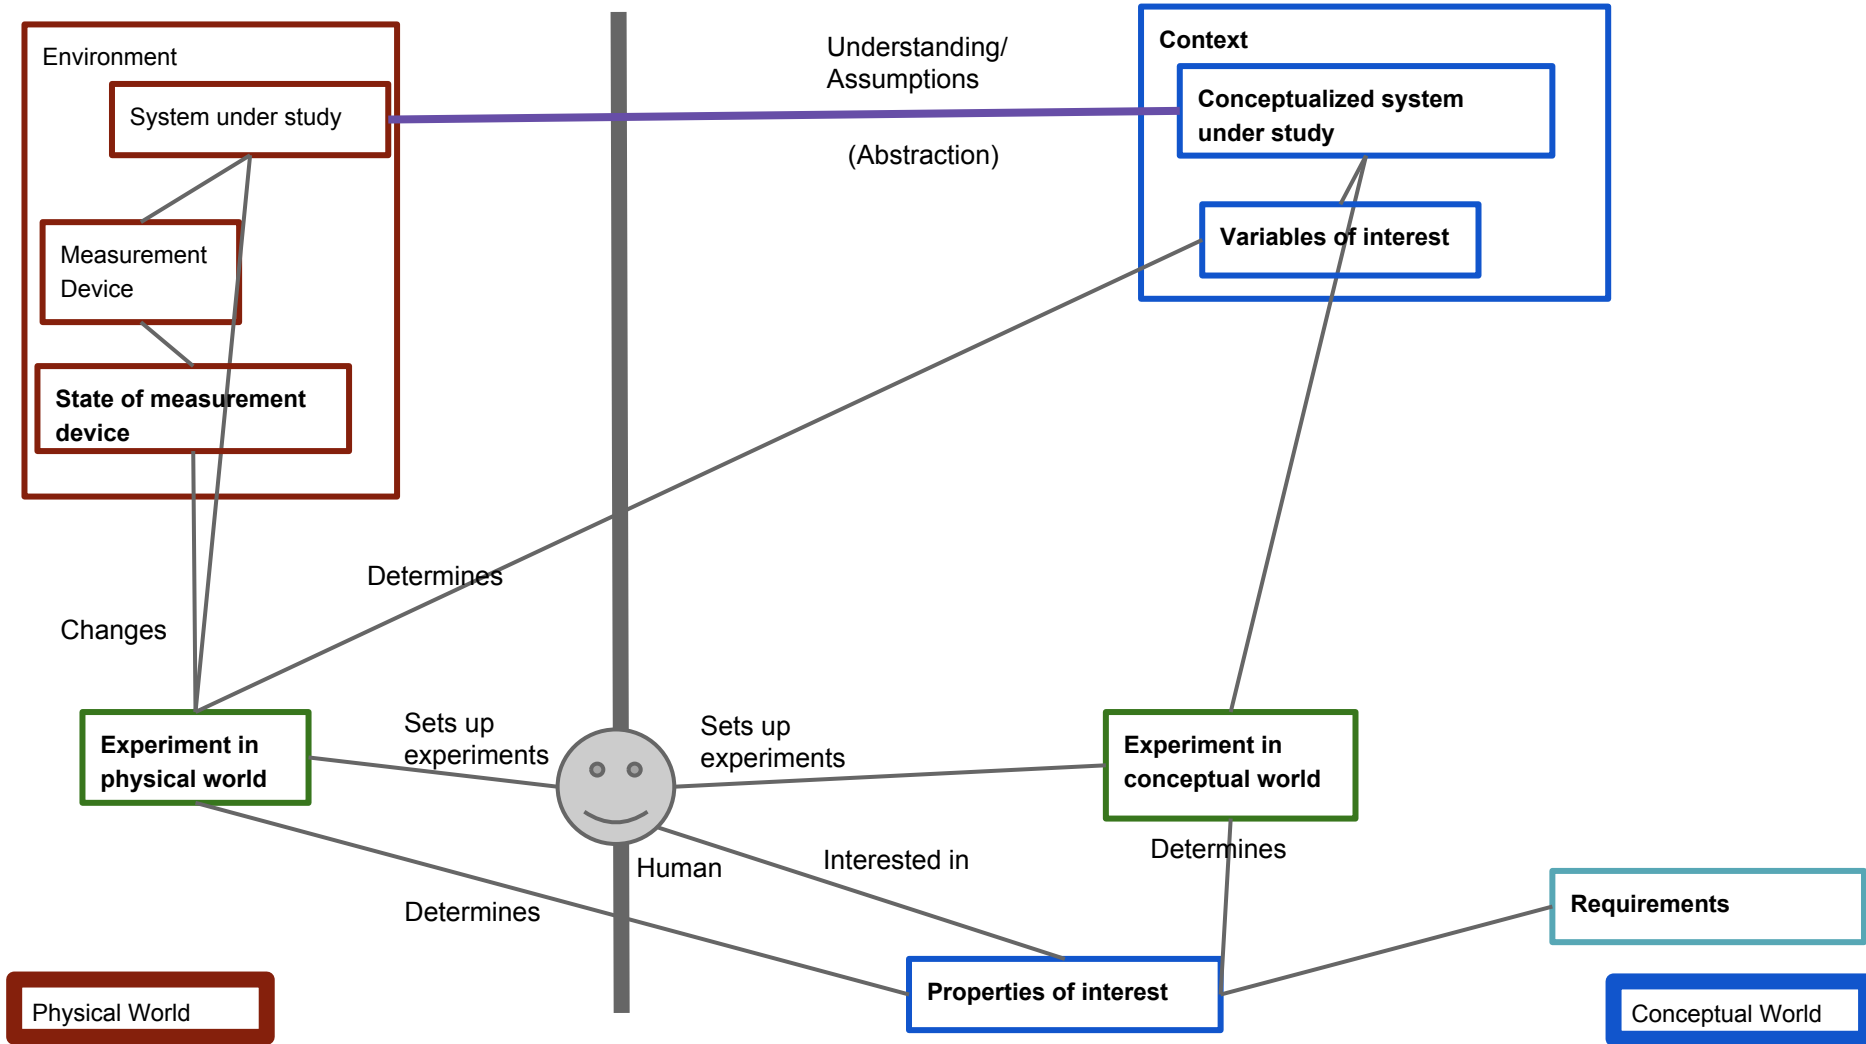 Environment
System under study
Measurement
Device
State of measurement
device
Understanding/
Assumptions
(Abstraction)
Context
Conceptualized system
under study
Variables of interest
Determines
Changes
Experiment in
physical world
Sets up
experiments
Sets up
experiments
Experiment in
conceptual world
Human
Interested in
Determines
Determines
Requirements
Properties of interest
Physical World
Conceptual World